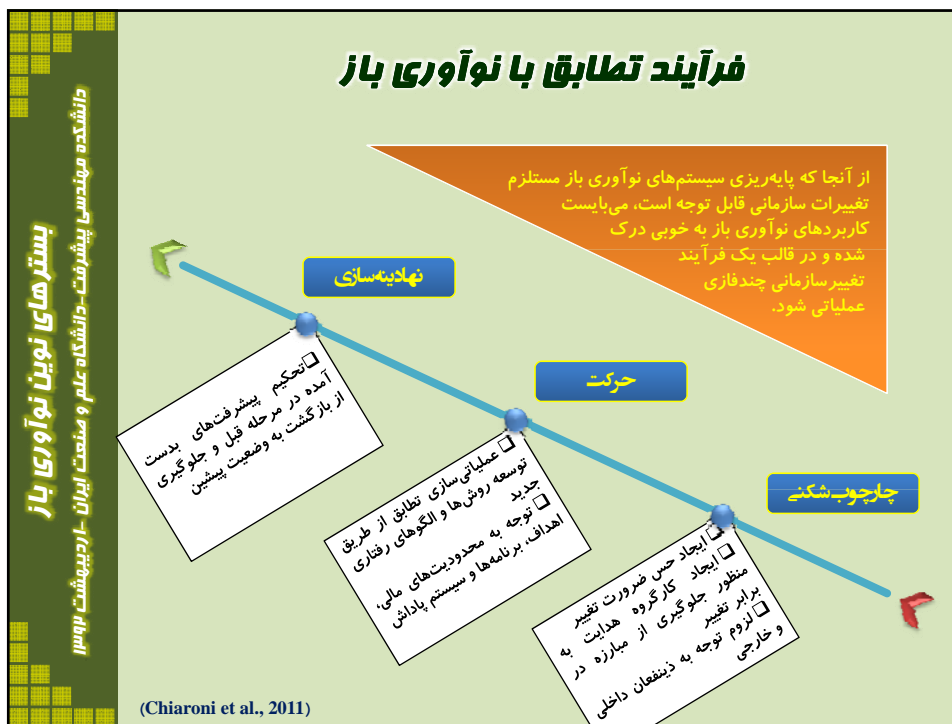 فرآیند تطابق با نوآوری باز
از آنجا که پایه‌ریزی سیستم‌های نوآوری باز مستلزم
تغییرات سازمانی قابل توجه است، می‌بایست
کاربردهای نوآوری باز به خوبی درک
شده و در قالب یک فرآیند
تغییرسازمانی چندفازی
عملیاتی شود.
چارچوب‌شکنی
❑ ایجاد حس ضرورت تغییر
❑ ایجاد کارگروه هدایت به
منظور جلوگیری از مبارزه در
برابر تغییر
❑ لزوم توجه به ذینفعان داخلی
و خارجی
حرکت
❑ عملیاتی‌سازی تطابق از طریق
توسعه روش‌ها و الگوهای رفتاری
جدید
❑ توجه به محدودیت‌های مالی،
اهداف، برنامه‌ها و سیستم پاداش
نهادینه‌سازی
❑تحکیم پیشرفت‌های بدست
آمده در مرحله قبل و جلوگیری
از بازگشت به وضعیت پیشین
(Chiaroni et al., 2011)
بسترهای نوین نوآوری باز
دانشکده مهندسی پیشرفت-دانشگاه علم و صنعت ایران -اردیبهشت ۱۳۹۲